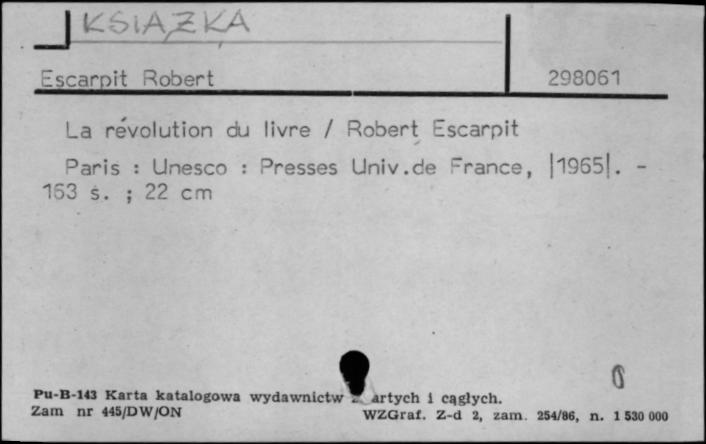 KSIĄŻKA
Escarpit Robert 298061
La révolution du livre / Robert Escarpit
Paris : Unesco : Presses Univ.de France, |1965|. -
163 s. ; 22 cm
Pu-B-143 Karta katalogowa wydawnictw artych i cągłych.
Zam nr 445/DW/ON WZGraf. Z-d 2, zam. 254/86, n. 1 530 000